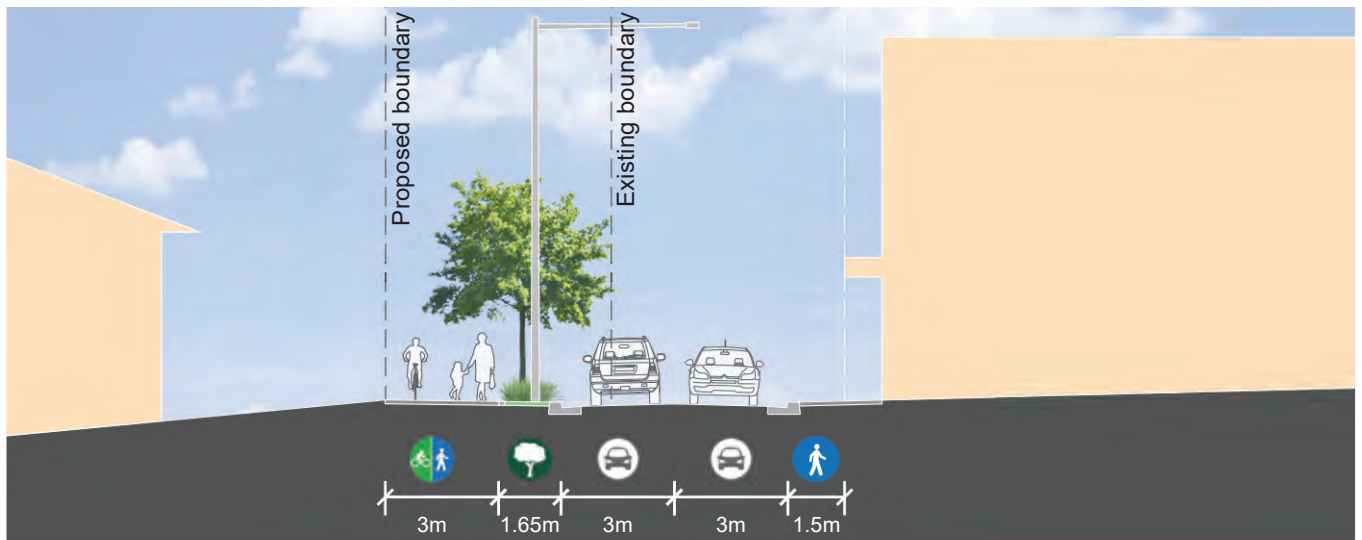 Proposed boundary
Existing boundary
3m
1.65m
3m
3m
1.5m